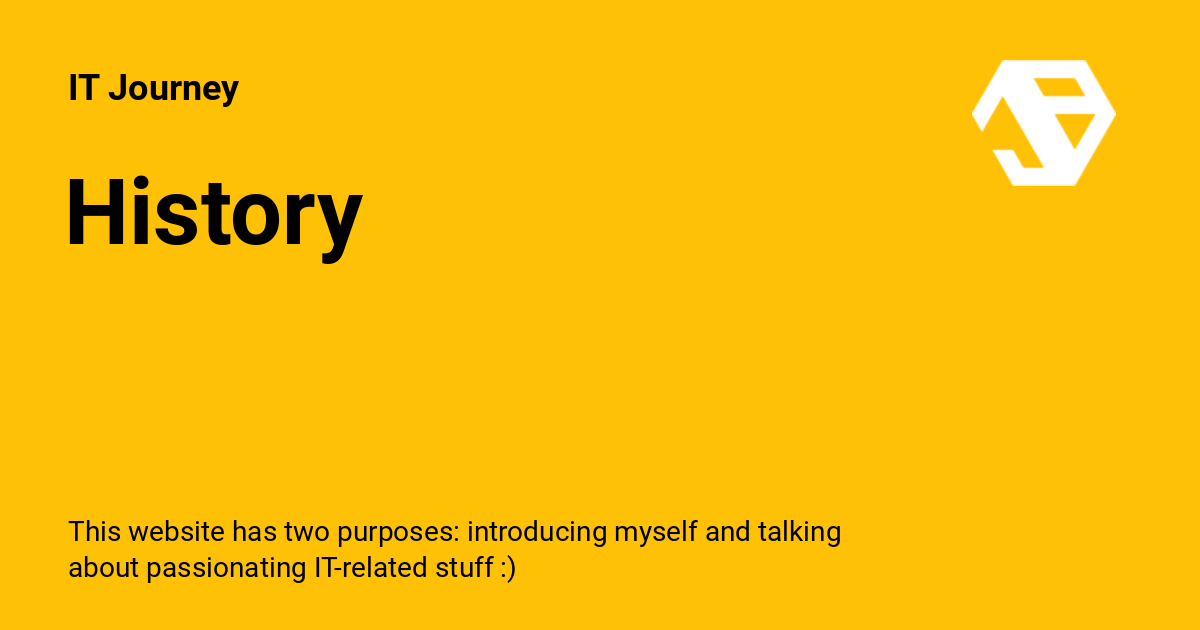 IT Journey
History
This website has two purposes: introducing myself and talking
about passionating IT-related stuff :)